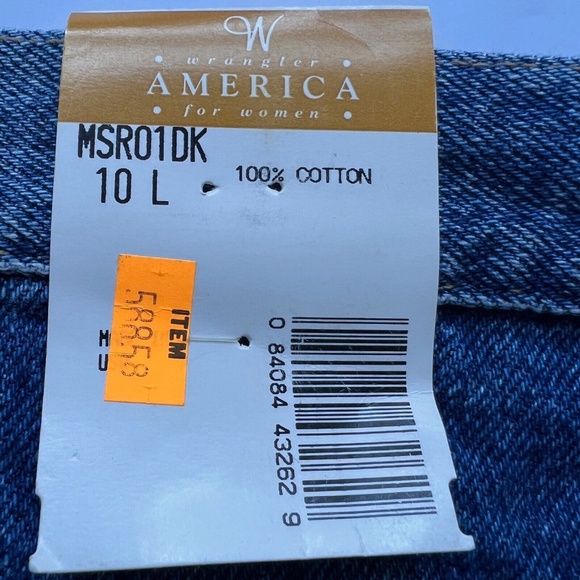 W
wrangler
AMERICA
for women
MSR01DK
10 L
100% COTTON
ITEM
58858
M
U
0 84084 43262 9